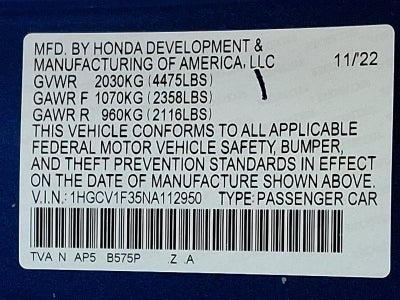 MFD. BY HONDA DEVELOPMENT &
MANUFACTURING OF AMERICA, LLC 11/22
GVWR 2030KG (4475LBS)
GAWR F 1070KG (2358LBS)
GAWR R 960KG (2116LBS)
THIS VEHICLE CONFORMS TO ALL APPLICABLE
FEDERAL MOTOR VEHICLE SAFETY, BUMPER,
AND THEFT PREVENTION STANDARDS IN EFFECT
ON THE DATE OF MANUFACTURE SHOWN ABOVE.
V.I.N.: 1HGCV1F35NA112950 TYPE: PASSENGER CAR
TVA N AP5 B575P .Z .A